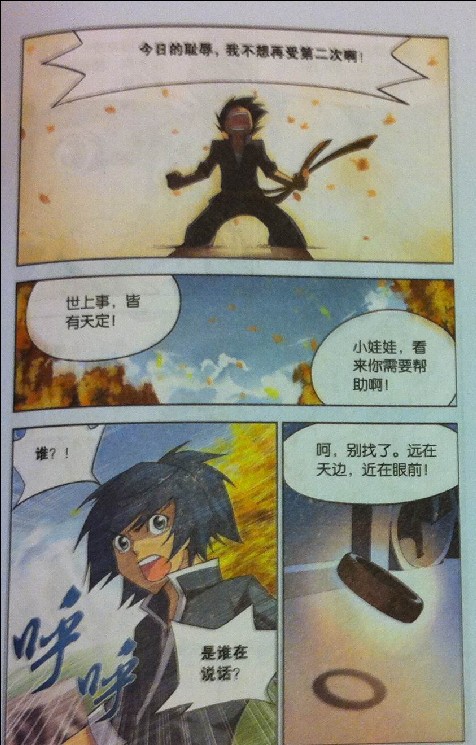 今日的耻辱，我不想再受第二次啊！
世上事，皆
有天定！
小娃娃，看
来你需要帮
助啊！
谁？！
呼
呼
是谁在
说话？
呵，别找了。远在
天边，近在眼前！